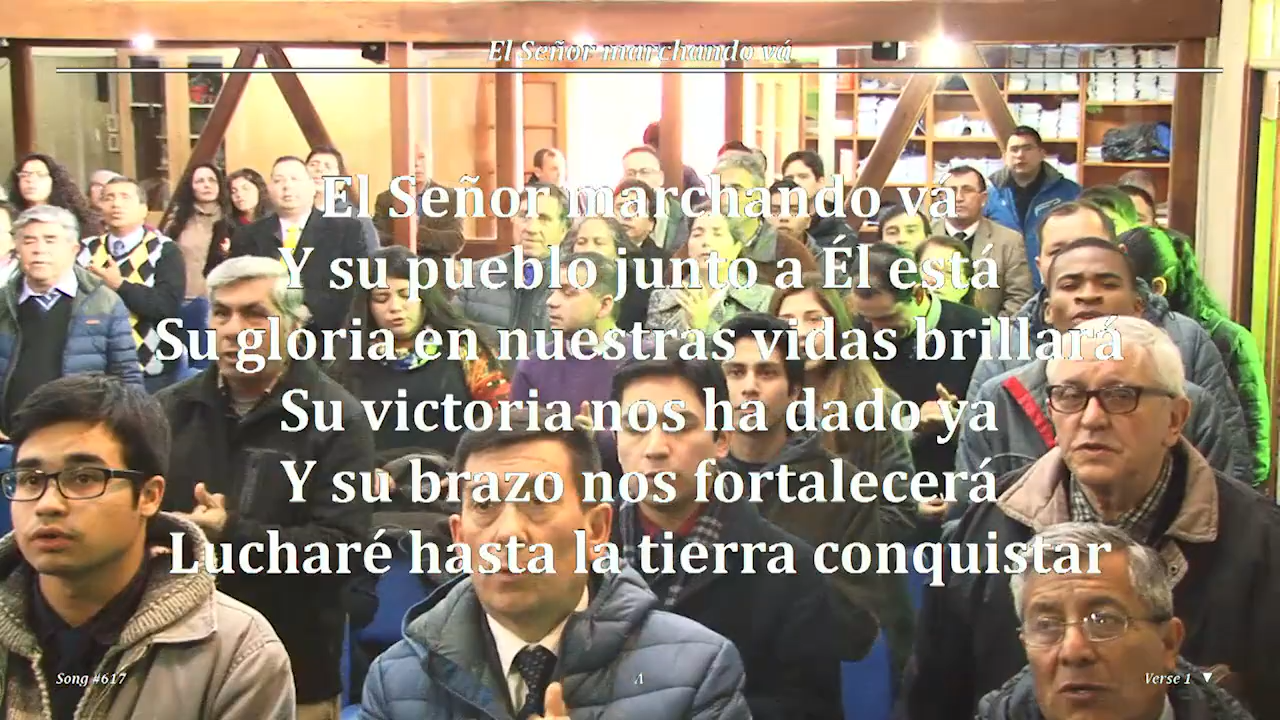 El Señor marchando vá
El Señor marchando vá
Y su pueblo junto a Él está
Su gloria en nuestras vidas brillará
Su victoria nos ha dado ya
Y su brazo nos fortalecerá
Lucharé hasta la tierra conquistar
Song #617
Verse 1 ▼